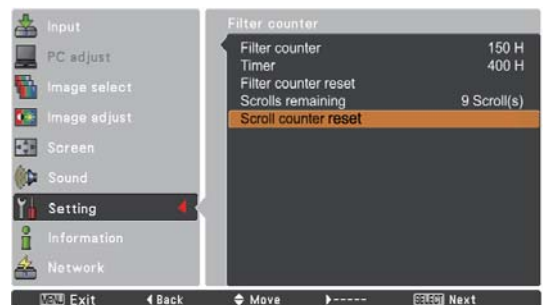 Input
PC adjust
Image select
Image adjust
Screen
Sound
Setting
Information
Network
Filter counter
Filter counter 150 H
Timer 400 H
Filter counter reset
Scrolls remaining 9 Scroll(s)
Scroll counter reset
MENU Exit Back Move ----- SELECT Next